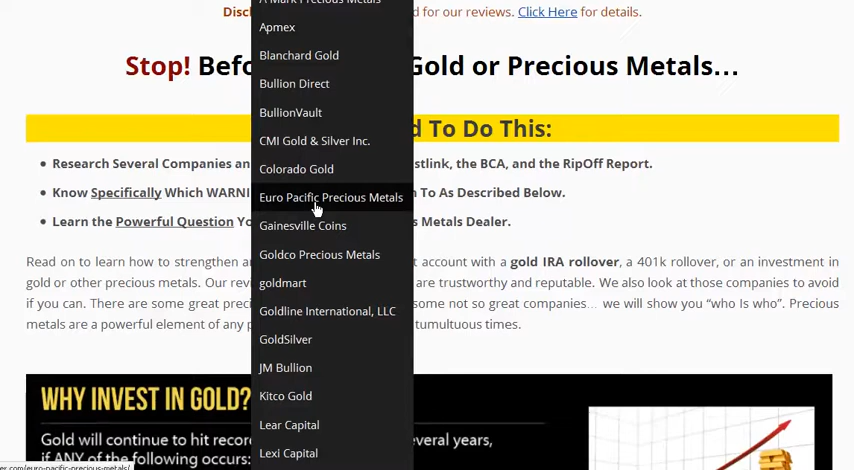 Discl
d for our reviews. Click Here for details.
Apmex
Stop! Befo
Gold or Precious Metals…
Blanchard Gold
Bullion Direct
BullionVault
d To Do This:
CMI Gold & Silver Inc.
Research Several Companies an
stlink, the BCA, and the RipOff Report.
Colorado Gold
Know Specifically Which WARNI
n To As Described Below.
Euro Pacific Precious Metals
Learn the Powerful Question Yo
s Metals Dealer.
Gainesville Coins
Goldco Precious Metals
Read on to learn how to strengthen an
t account with a gold IRA rollover, a 401k rollover, or an investment in
gold or other precious metals. Our revi
are trustworthy and reputable. We also look at those companies to avoid
goldmart
if you can. There are some great preci
some not so great companies… we will show you “who Is who”. Precious
Goldline International, LLC
metals are a powerful element of any p
tumultuous times.
GoldSilver
JM Bullion
WHY INVEST IN GOLD?
Kitco Gold
Lear Capital
Gold will continue to hit recor
everal years,
if ANY of the following occurs:
Lexi Capital
er.com/euro-pacific-precious-metals/